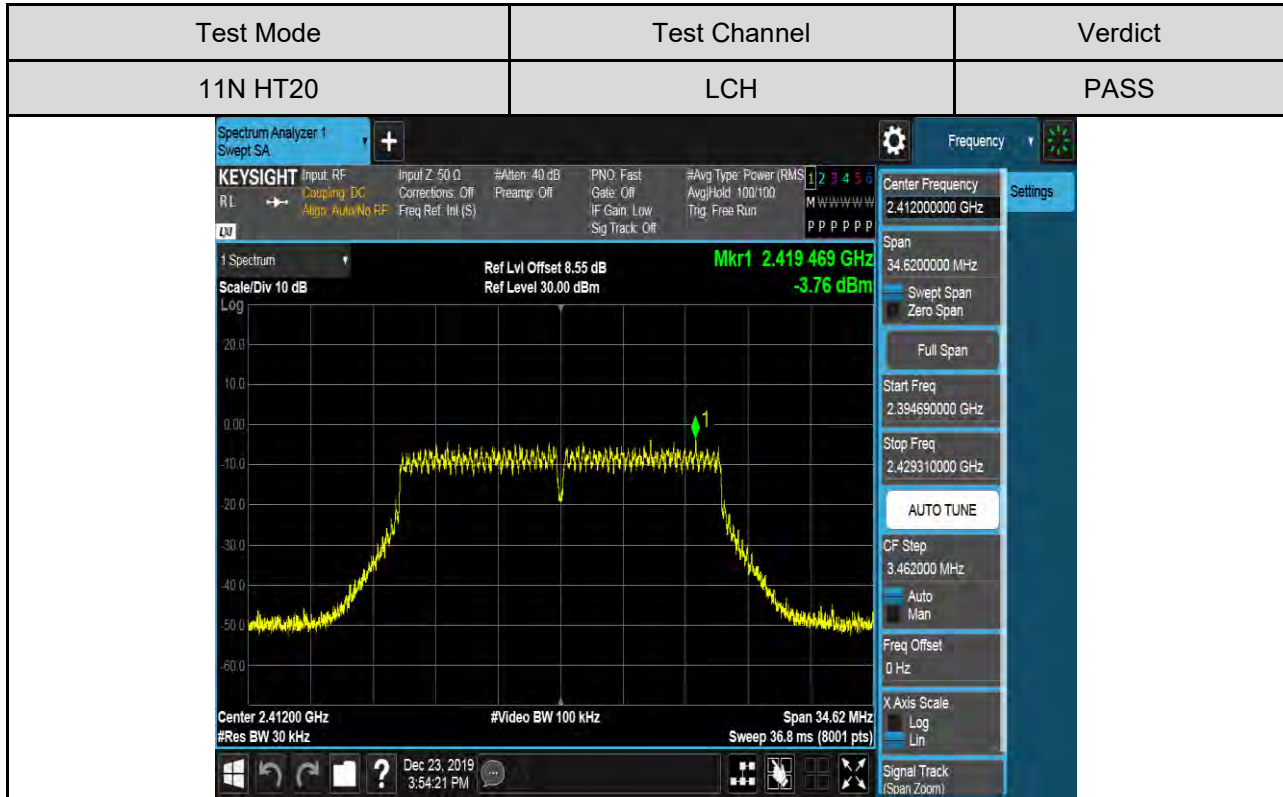 Test Mode Test Channel Verdict
11N HT20 LCH PASS
Spectrum Analyzer 1
Swept SA
+
Frequency
KEYSIGHT Input: RF Input Z: 50 Ω #Atten: 40 dB PNO: Fast #Avg Type: Power (RMS 1 2 3 4 5 6
RL Coupling: DC Corrections: Off Preamp: Off Gate: Off Avg|Hold: 100/100 M W W W W W
Align: Auto/No RF Freq Ref: Int (S) IF Gain: Low Trig: Free Run
LXI Sig Track: Off P P P P P P
Center Frequency
2.412000000 GHz
Settings
1 Spectrum
Scale/Div 10 dB
Ref Lvl Offset 8.55 dB
Ref Level 30.00 dBm
Mkr1 2.419 469 GHz
-3.76 dBm
Log
20.0
10.0
0.00
-10.0
-20.0
-30.0
-40.0
-50.0
-60.0
1
Center 2.41200 GHz #Video BW 100 kHz Span 34.62 MHz
#Res BW 30 kHz Sweep 36.8 ms (8001 pts)
Span
34.6200000 MHz
Swept Span
Zero Span
Full Span
Start Freq
2.394690000 GHz
Stop Freq
2.429310000 GHz
AUTO TUNE
CF Step
3.462000 MHz
Auto
Man
Freq Offset
0 Hz
X Axis Scale
Log
Lin
Signal Track
(Span Zoom)
? Dec 23, 2019
3:54:21 PM